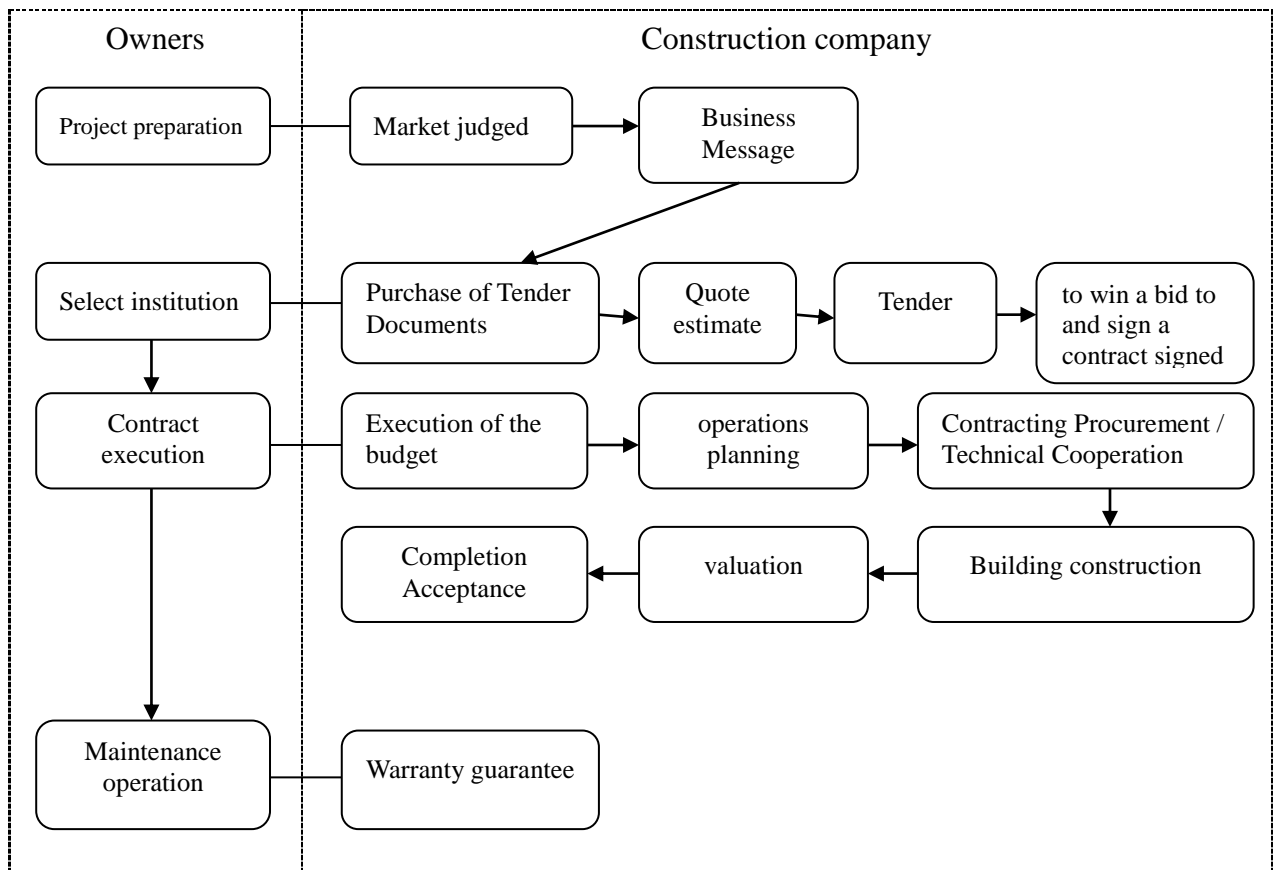 Owners
Construction company
Project preparation
Market judged
Business
Message
Select institution
Purchase of Tender
Documents
Quote
estimate
Tender
to win a bid to
and sign a
contract signed
Contract
execution
Execution of the
budget
operations
planning
Contracting Procurement /
Technical Cooperation
Completion
Acceptance
valuation
Building construction
Maintenance
operation
Warranty guarantee